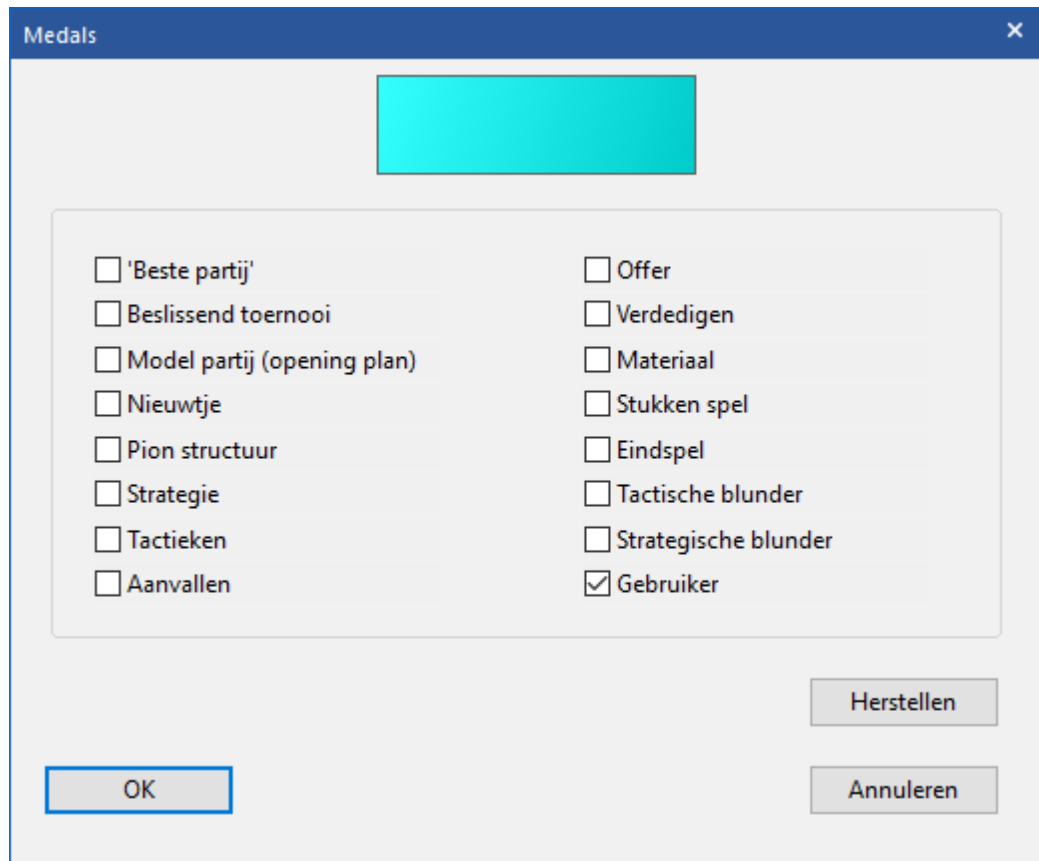 Medals
'Beste partij'
Beslissend toernooi
Model partij (opening plan)
Nieuwtje
Pion structuur
Strategie
Tactieken
Aanvallen
Offer
Verdedigen
Materiaal
Stukken spel
Eindspel
Tactische blunder
Strategische blunder
Gebruiker
Herstellen
OK
Annuleren